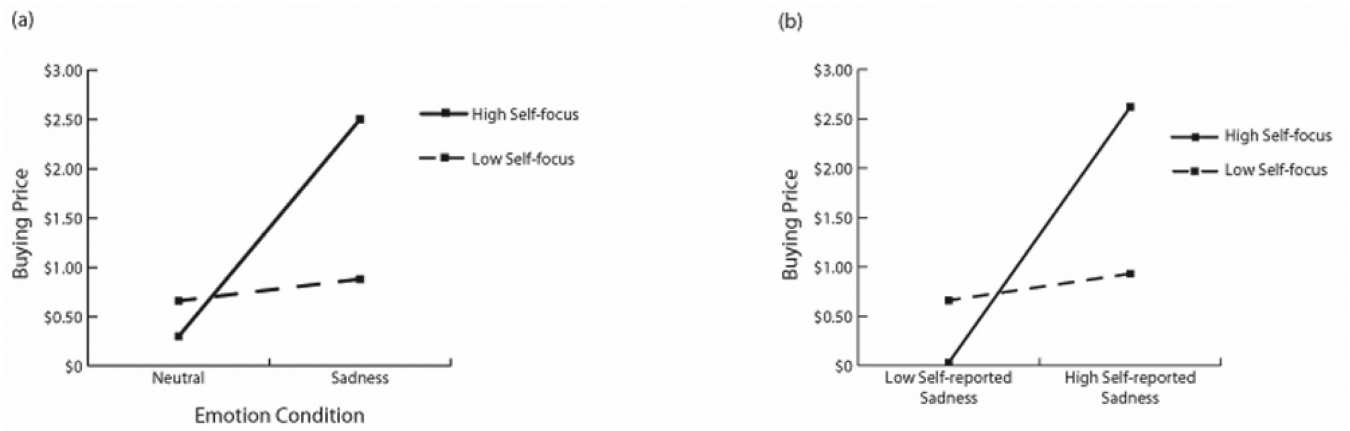 (a)
$3.00
$2.50
$2.00
$1.50
$1.00
$0.50
$0
Buying Price
Neutral
Sadness
Emotion Condition
High Self-focus
Low Self-focus
(b)
$3.00
$2.50
$2.00
$1.50
$1.00
$0.50
$0
Buying Price
Low Self-reported
Sadness
High Self-reported
Sadness
High Self-focus
Low Self-focus